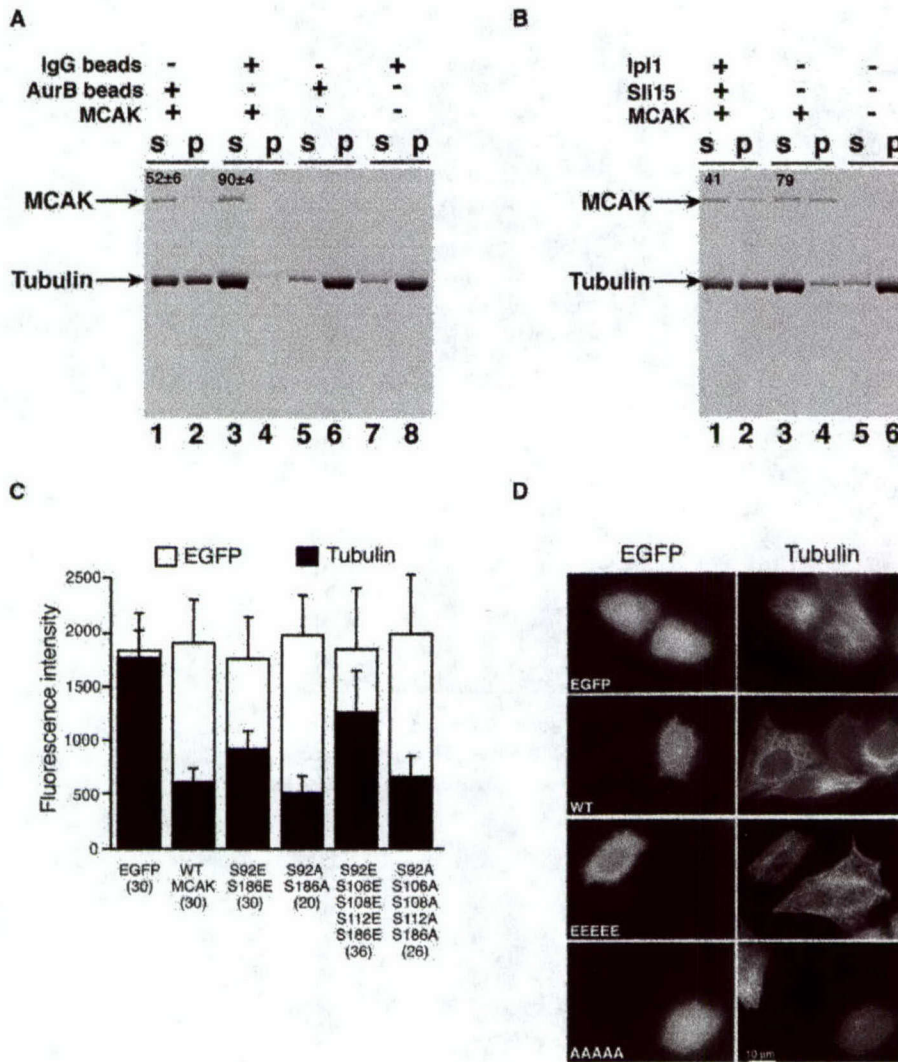 A
IgG beads - + - +
AurB beads + - + -
MCAK + + - -
s p s p s p s p
52±6 90±4
MCAK
Tubulin
1 2 3 4 5 6 7 8
B
Ipl1 + - -
Sli15 + - -
MCAK + + -
s p s p s p
41 79
MCAK
Tubulin
1 2 3 4 5 6
C
EGFP Tubulin
Fluorescence intensity
2500
2000
1500
1000
500
0
EGFP (30)
WT MCAK (30)
S92E S186E (30)
S92A S186A (20)
S92E S106E S108E S112E S186E (36)
S92A S106A S108A S112A S186A (26)
D
EGFP Tubulin
EGFP
WT
EEEEE
AAAAA
10 µm